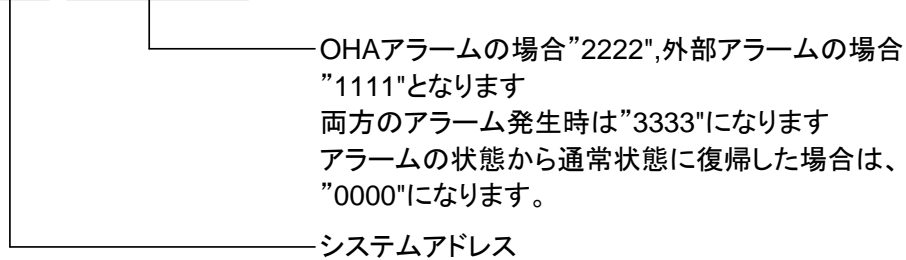 OHAアラームの場合”2222",外部アラームの場合
”1111"となります
両方のアラーム発生時は”3333"になります
アラームの状態から通常状態に復帰した場合は、
”0000"になります。
システムアドレス